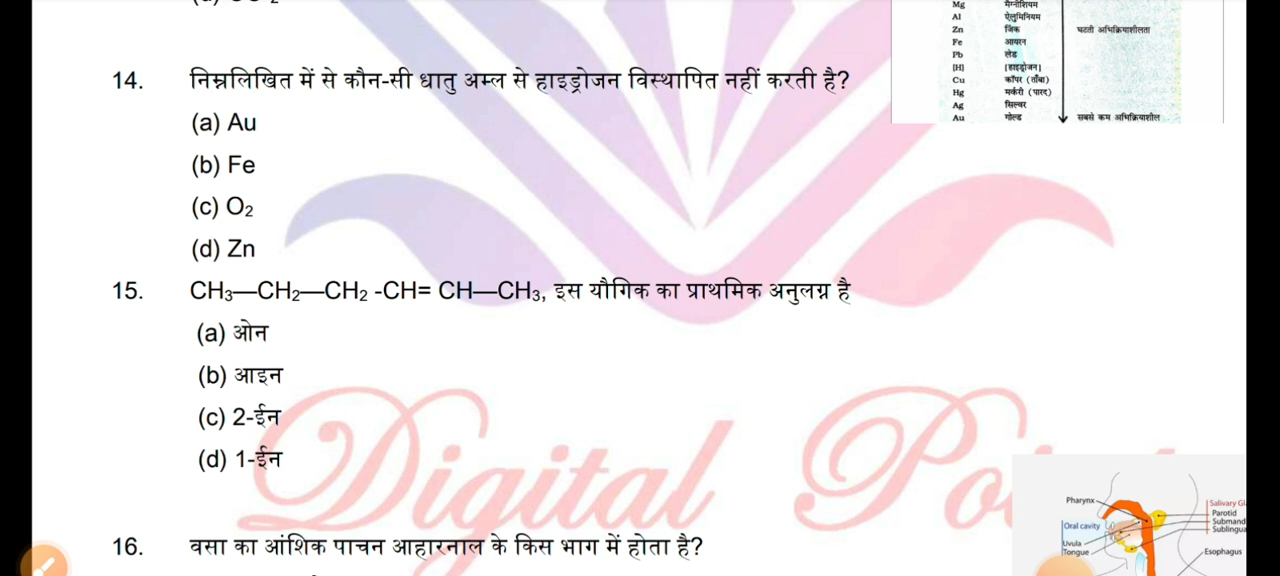 Mg मैग्नीशियम
Al ऐलुमिनियम
Zn जिंक घटती अभिक्रियाशीलता
Fe आयरन
Pb लेड
[H] [हाइड्रोजन]
Cu कॉपर (ताँबा)
Hg मर्करी (पारद)
Ag सिल्वर
Au गोल्ड सबसे कम अभिक्रियाशील
14. निम्नलिखित में से कौन-सी धातु अम्ल से हाइड्रोजन विस्थापित नहीं करती है?
(a) Au
(b) Fe
(c) O₂
(d) Zn
15. CH₃—CH₂—CH₂ -CH= CH—CH₃, इस यौगिक का प्राथमिक अनुलग्न है
(a) ओन
(b) आइन
(c) 2-ईन
(d) 1-ईन
Digital
16. वसा का आंशिक पाचन आहारनाल के किस भाग में होता है?
Pharynx
Oral cavity
Uvula
Tongue
Salivary
Parotid
Esophagus